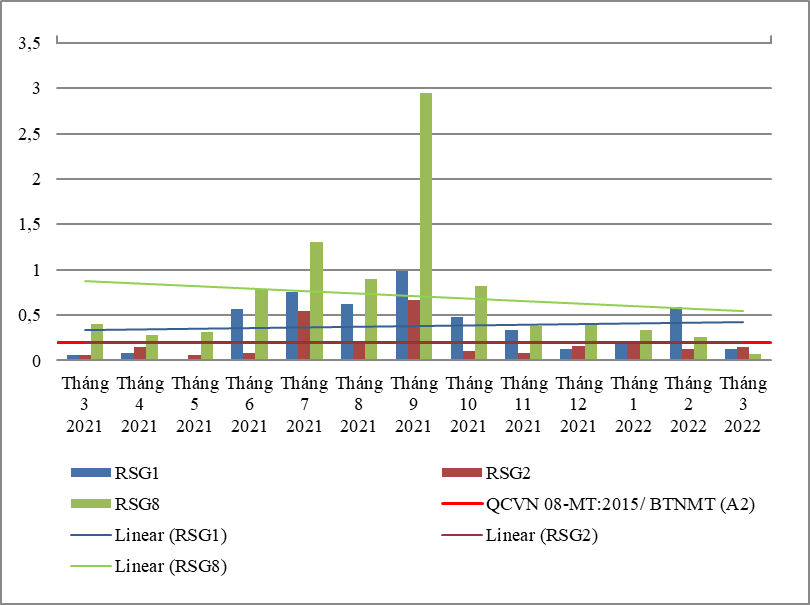 3,5
3
2,5
2
1,5
1
0,5
0
Tháng 3 2021
Tháng 4 2021
Tháng 5 2021
Tháng 6 2021
Tháng 7 2021
Tháng 8 2021
Tháng 9 2021
Tháng 10 2021
Tháng 11 2021
Tháng 12 2021
Tháng 1 2022
Tháng 2 2022
Tháng 3 2022
RSG1
RSG2
RSG8
QCVN 08-MT:2015/ BTNMT (A2)
Linear (RSG1)
Linear (RSG2)
Linear (RSG8)